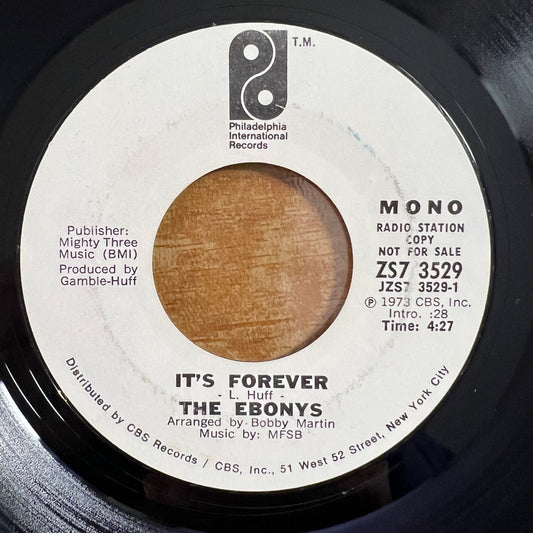 T.M.
Philadelphia
International
Records
Publisher:
Mighty Three
Music (BMI)
Produced by
Gamble-Huff
MONO
RADIO STATION
COPY
NOT FOR SALE
ZS7 3529
JZS7 3529-1
Ⓟ 1973 CBS, Inc.
Intro. :28
Time: 4:27
IT'S FOREVER
- L. Huff -
THE EBONYS
Arranged by Bobby Martin
Music by: MFSB
Distributed by CBS Records / CBS, Inc., 51 West 52 Street, New York City